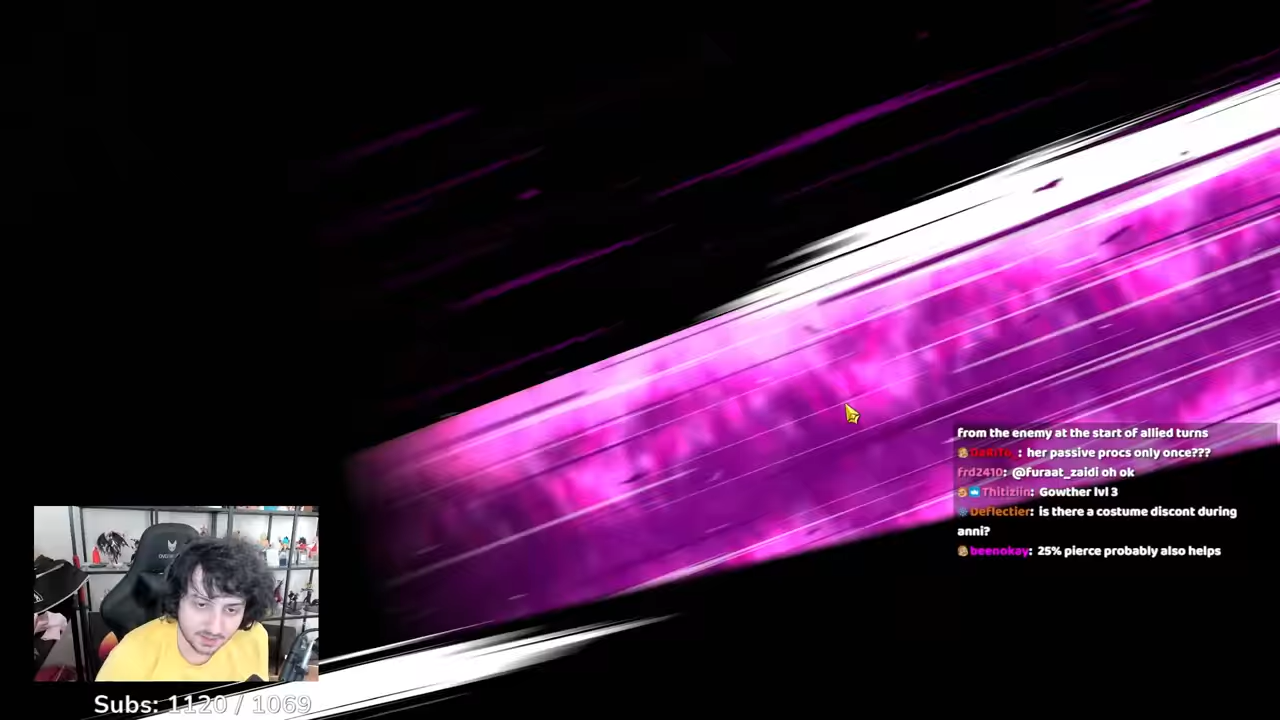 from the enemy at the start of allied turns
DaRiTo_: her passive procs only once???
frd2410: @furaat_zaidi oh ok
Thitiziin: Gowther lvl 3
Deflectier: is there a costume discont during
anni?
beenokay: 25% pierce probably also helps
Subs: 1120 / 1069